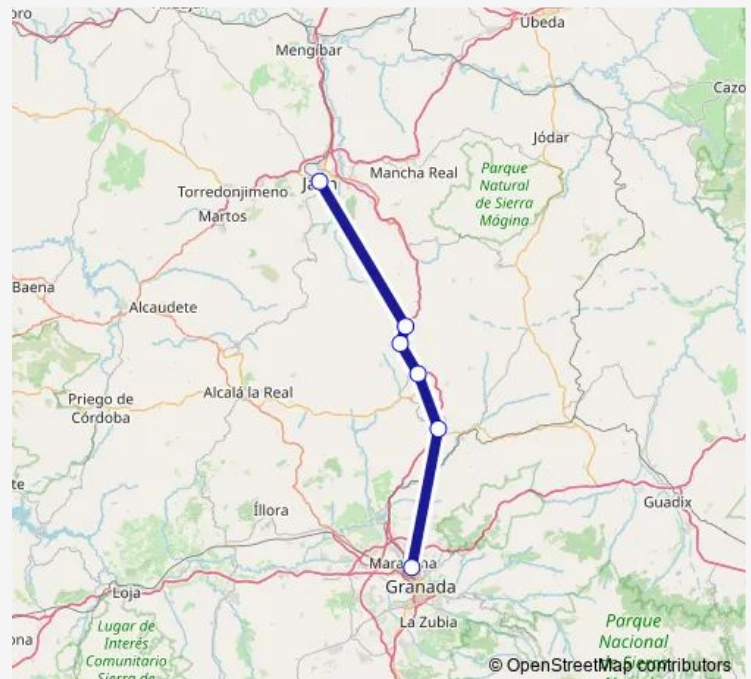 Úbeda
Mengíbar
Cazo
Jódar
Mancha Real
Parque
Natural
de Sierra
Mágina
Torredonjimeno
Martos
Baena
Alcaudete
Alcalá la Real
Priego de
Córdoba
Guadix
Íllora
Granada
Loja
La Zubia
Lugar de
Interés
Comunitario
Parque
Nacional
© OpenStreetMap contributors